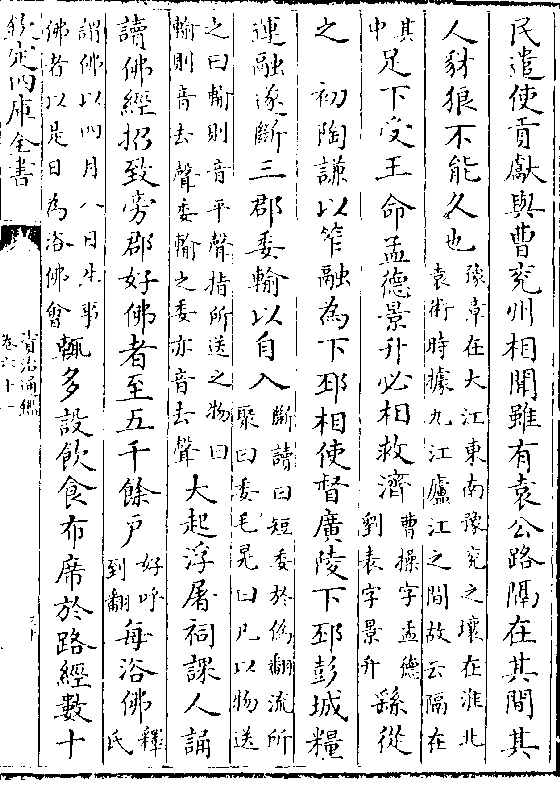 民遣使貢獻與曹兖州相聞雖有袁公路隔在其間其
人豺狼不能久也
豫章在大江東南豫兖之壤在淮北
袁術時據九江廬江之間故云隔在
其
中
足下受王命孟德景升必相救濟
曹操字孟德
劉表字景升
繇從
之　初陶謙以笮融為下邳相使督廣陵下邳彭城糧
運融遂斷三郡委輸以自入
斷讀曰短委於偽翻流所
聚曰委毛晃曰凡以物送
之曰輸則音平聲指所送之物曰
輸則音去聲委輸之委亦音去聲
大起浮屠祠課人誦
讀佛經招致旁郡好佛者至五千餘户
好呼
到翻
每浴佛
釋
氏
謂佛以四月八日生事
佛者以是日為浴佛會
輒多設飲食布席於路經數十
欽定四庫全書
資治通鑑
卷六十一